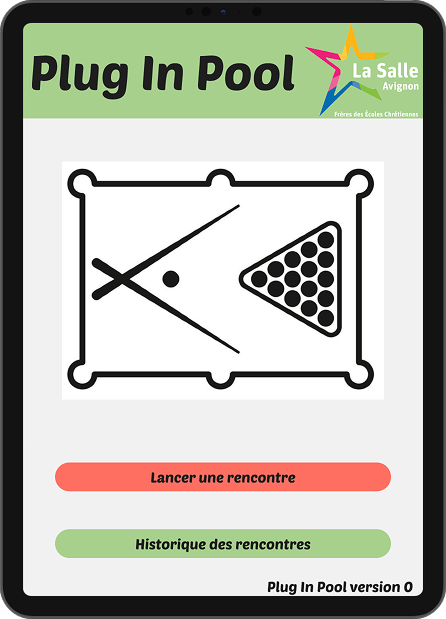 Plug In Pool
La Salle
Avignon
Frères des Écoles Chrétiennes
Lancer une rencontre
Historique des rencontres
Plug In Pool version 0